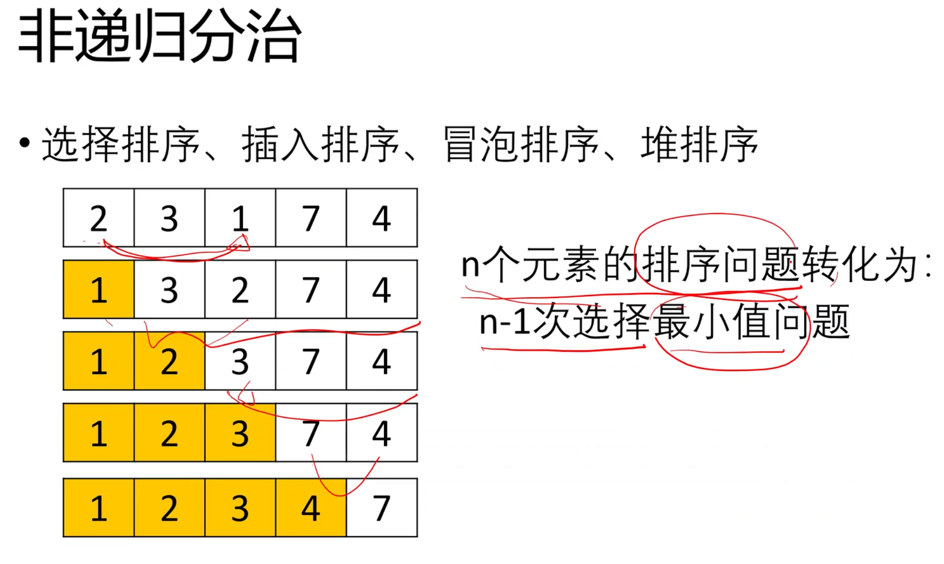 非递归分治
• 选择排序、插入排序、冒泡排序、堆排序
2 3 1 7 4
1 3 2 7 4
1 2 3 7 4
1 2 3 7 4
1 2 3 4 7
n个元素的排序问题转化为：
n-1次选择最小值问题